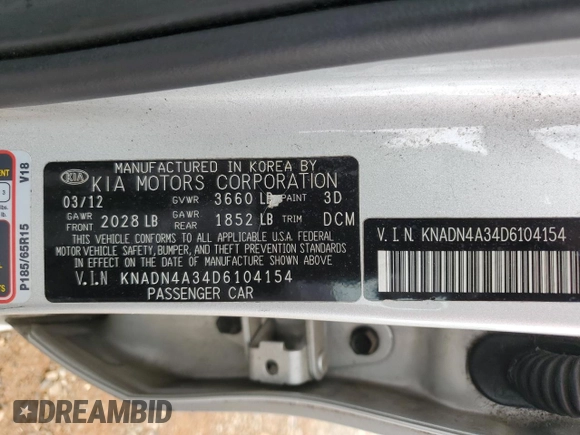 MANUFACTURED IN KOREA BY
KIA KIA MOTORS CORPORATION
03/12 GVWR 3660 LB PAINT 3D
GAWR FRONT 2028 LB GAWR REAR 1852 LB TRIM DCM
THIS VEHICLE CONFORMS TO ALL APPLICABLE U.S.A. FEDERAL
MOTOR VEHICLE SAFETY, BUMPER, AND THEFT PREVENTION STANDARDS
IN EFFECT ON THE DATE OF MANUFACTURE SHOWN ABOVE.
V.I.N KNADN4A34D6104154
PASSENGER CAR
V.I.N. KNADN4A34D6104154
P185/65R15 V18
DREAMBID